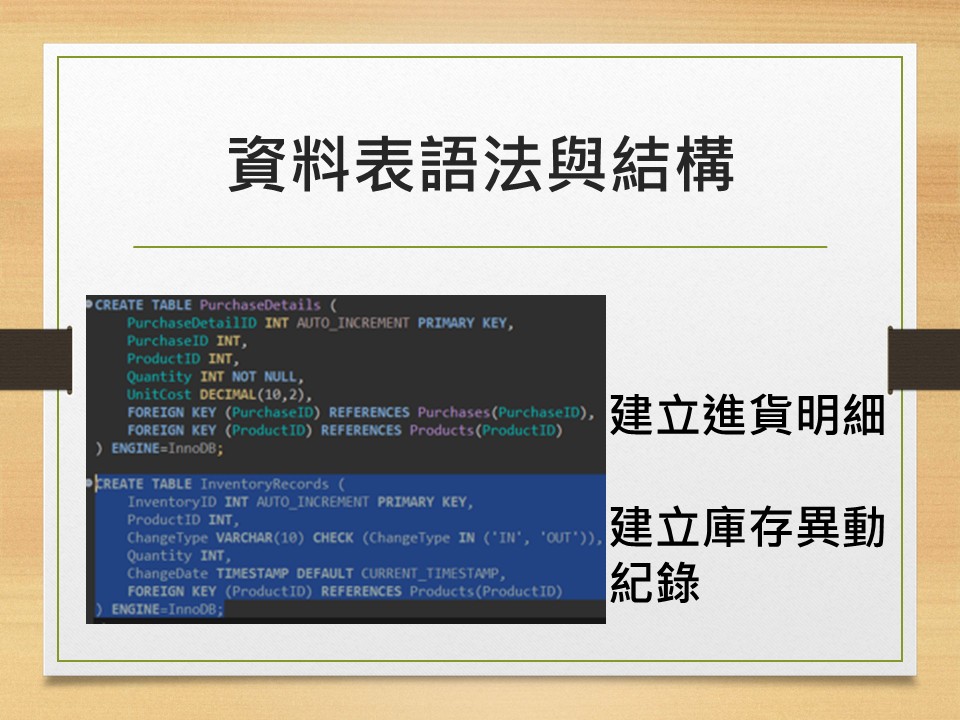 資料表語法與結構
CREATE TABLE PurchaseDetails (
PurchaseDetailID INT AUTO_INCREMENT PRIMARY KEY,
PurchaseID INT,
ProductID INT,
Quantity INT NOT NULL,
UnitCost DECIMAL(10,2),
FOREIGN KEY (PurchaseID) REFERENCES Purchases(PurchaseID),
FOREIGN KEY (ProductID) REFERENCES Products(ProductID)
) ENGINE=InnoDB;
CREATE TABLE InventoryRecords (
InventoryID INT AUTO_INCREMENT PRIMARY KEY,
ProductID INT,
ChangeType VARCHAR(10) CHECK (ChangeType IN ('IN', 'OUT')),
Quantity INT,
ChangeDate TIMESTAMP DEFAULT CURRENT_TIMESTAMP,
FOREIGN KEY (ProductID) REFERENCES Products(ProductID)
) ENGINE=InnoDB;
建立進貨明細
建立庫存異動
紀錄